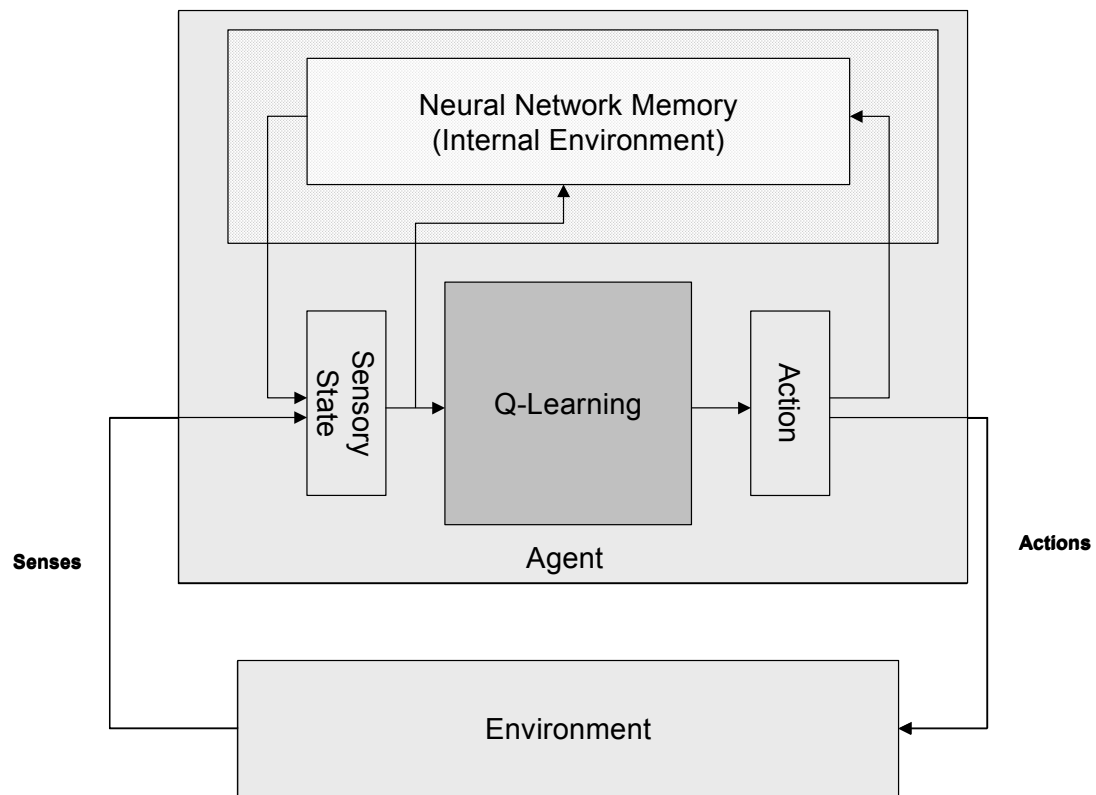 Neural Network Memory
(Internal Environment)
Sensory
State
Q-Learning
Action
Agent
Senses
Actions
Environment